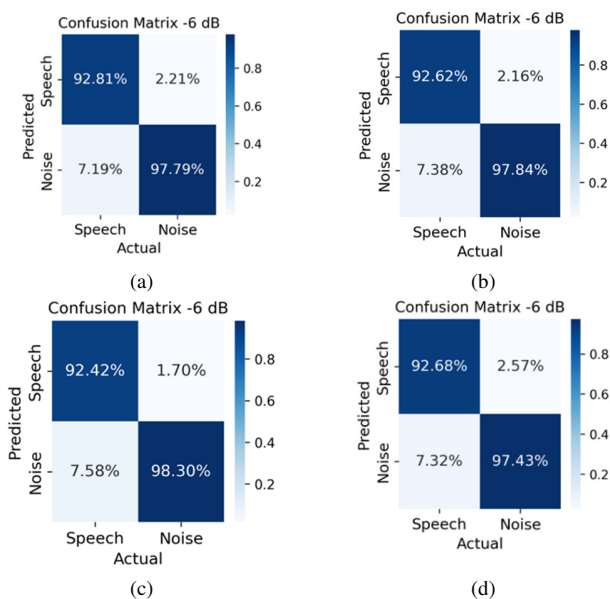 Confusion Matrix -6 dB
Predicted
Speech
Noise
92.81% 2.21%
7.19% 97.79%
Speech Noise
Actual
0.8
0.6
0.4
0.2
(a)
Confusion Matrix -6 dB
Predicted
Speech
Noise
92.62% 2.16%
7.38% 97.84%
Speech Noise
Actual
0.8
0.6
0.4
0.2
(b)
Confusion Matrix -6 dB
Predicted
Speech
Noise
92.42% 1.70%
7.58% 98.30%
Speech Noise
Actual
0.8
0.6
0.4
0.2
(c)
Confusion Matrix -6 dB
Predicted
Speech
Noise
92.68% 2.57%
7.32% 97.43%
Speech Noise
Actual
0.8
0.6
0.4
0.2
(d)